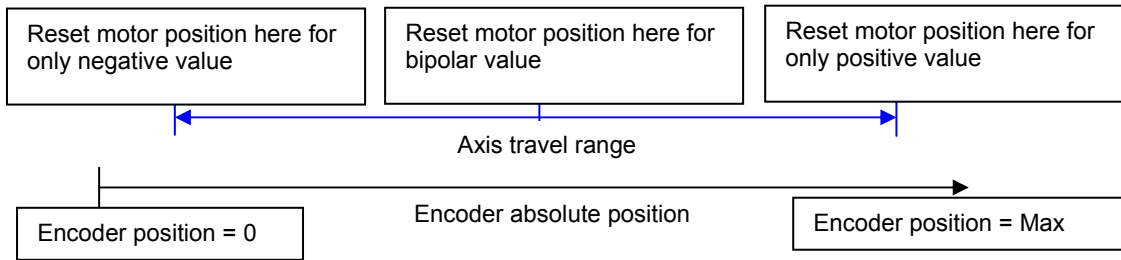 Reset motor position here for
only negative value
Reset motor position here for
bipolar value
Reset motor position here for
only positive value
Axis travel range
Encoder absolute position
Encoder position = 0
Encoder position = Max